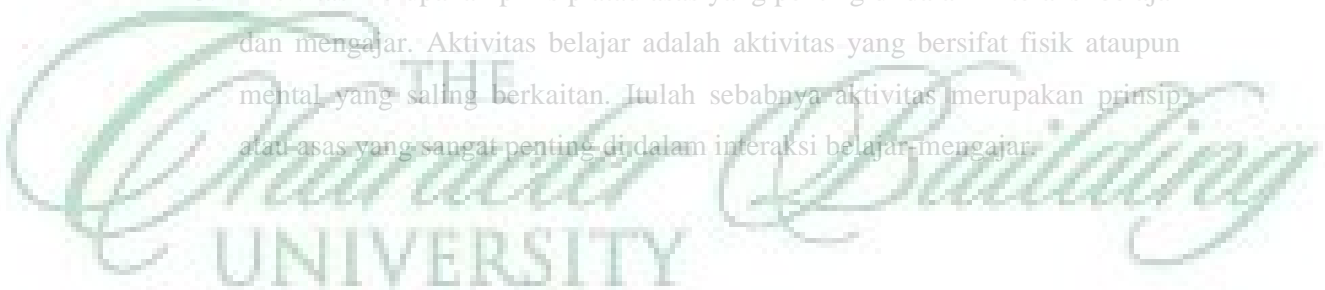 dan mengajar. Aktivitas belajar adalah aktivitas yang bersifat fisik ataupun
mental yang saling berkaitan. Itulah sebabnya aktivitas merupakan prinsip
atau asas yang sangat penting didalam interaksi belajar-mengajar.
THE
Character Building
UNIVERSITY